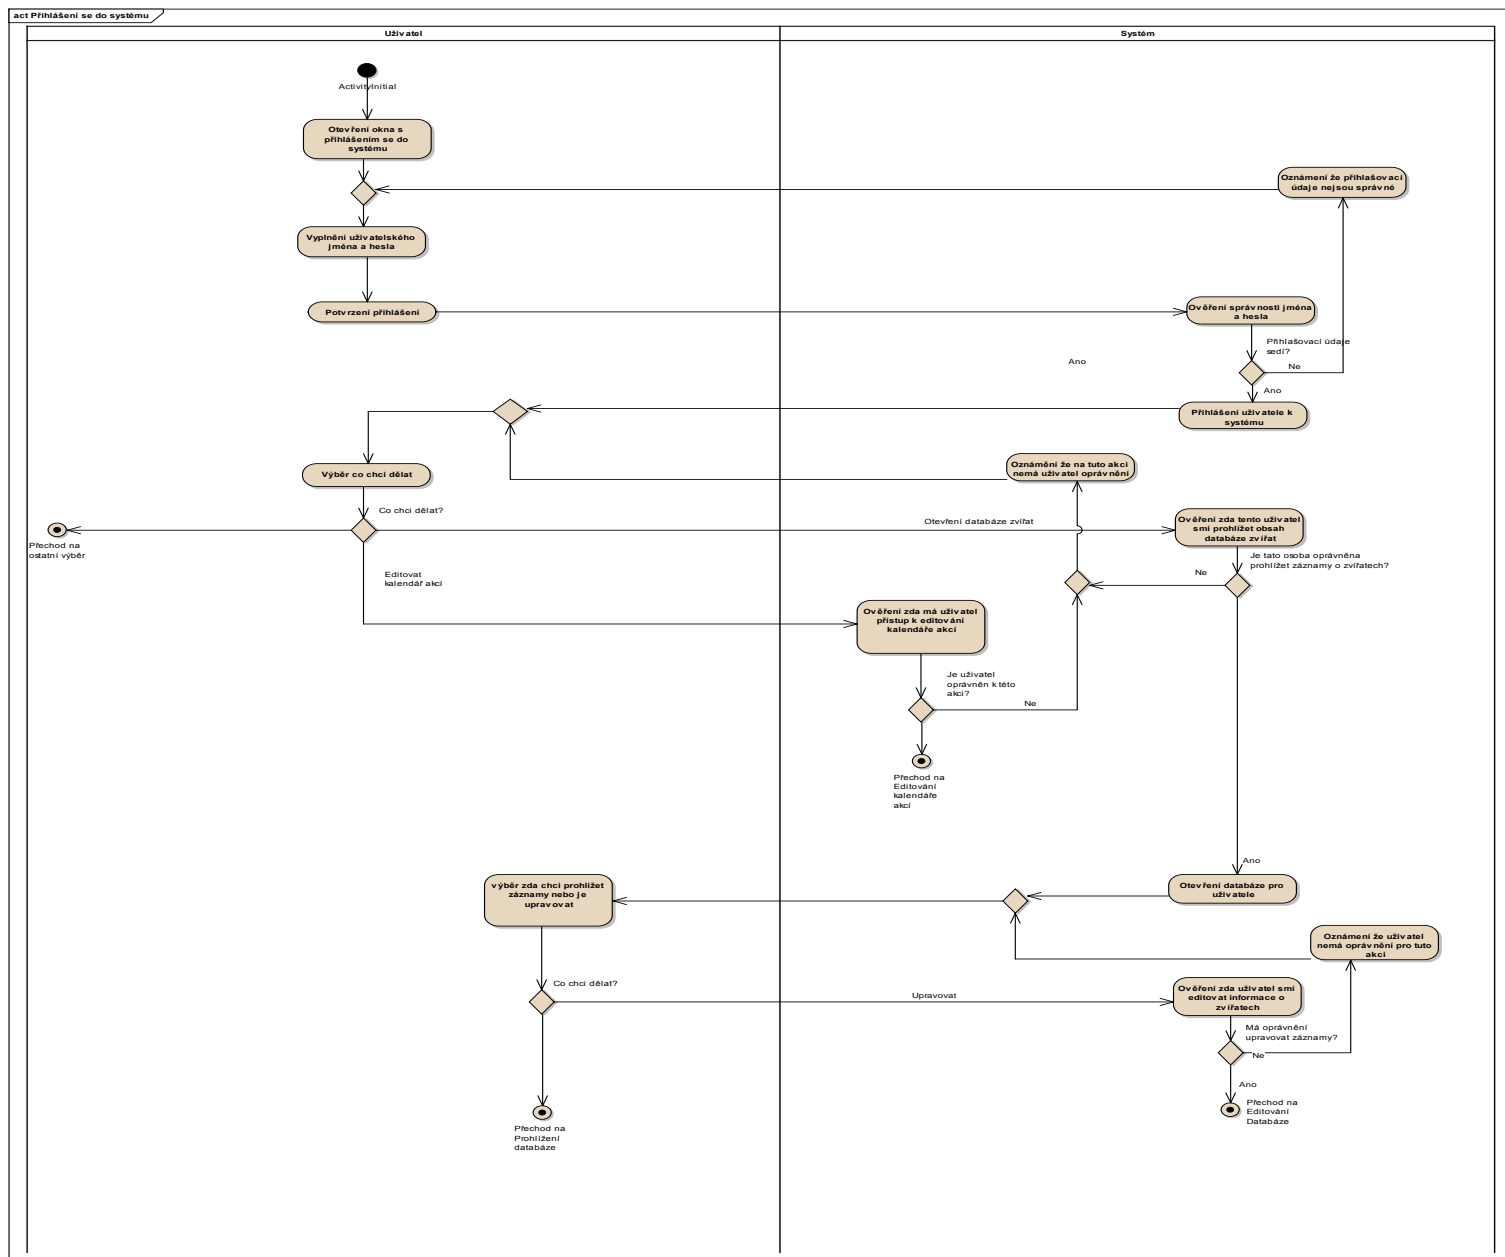 act Přihlášení se do systému
Uživatel
Systém
ActivityInitial
Otevření okna s
přihlášením se do
systému
Oznámení že přihlašovací
údaje nejsou správné
Vyplnění uživatelského
jména a hesla
Potvrzení přihlášení
Ověření správnosti jména
a hesla
Přihlašovací údaje
sedí?
Ne
Ano
Ano
Přihlášení uživatele k
systému
Výběr co chci dělat
Oznámění že na tuto akci
nemá uživatel oprávnění
Co chci dělat?
Otevření databáze zvířat
Ověření zda tento uživatel
smí prohlížet obsah
databáze zvířat
Přechod na
ostatní výběr
Je tato osoba oprávněna
prohlížet záznamy o zvířatech?
Ne
Editovat
kalendář akcí
Ověření zda má uživatel
přístup k editování
kalendáře akcí
Je uživatel
oprávněn k této
akci?
Ne
Přechod na
Editování
kalendáře
akcí
Ano
výběr zda chci prohlížet
záznamy nebo je
upravovat
Otevření databáze pro
uživatele
Oznámení že uživatel
nemá oprávnění pro tuto
akci
Co chci dělat?
Upravovat
Ověření zda uživatel smí
editovat informace o
zvířatech
Má oprávnění
upravovat záznamy?
Ne
Ano
Přechod na
Editování
Databáze
Přechod na
Prohlížení
databáze